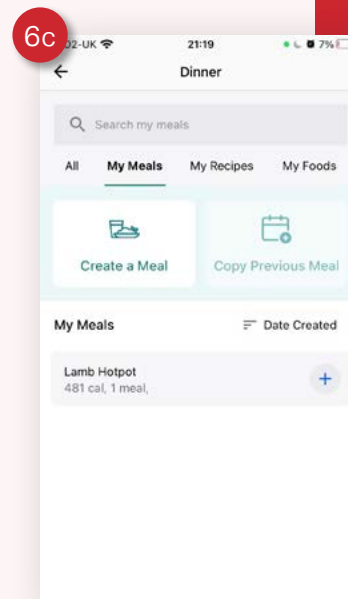 6c
02-UK 21:19 7%
Dinner
Search my meals
All My Meals My Recipes My Foods
Create a Meal Copy Previous Meal
My Meals Date Created
Lamb Hotpot
481 cal, 1 meal,